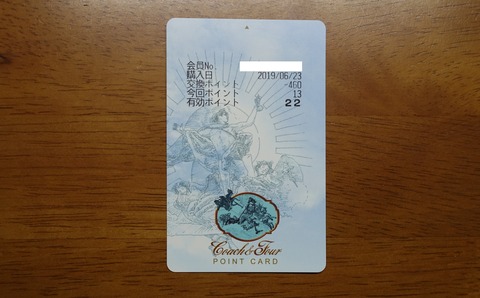 会員No.
購入日 2019/06/23
交換ポイント -460
今回ポイント 13
有効ポイント 22
Coach & Four
POINT CARD